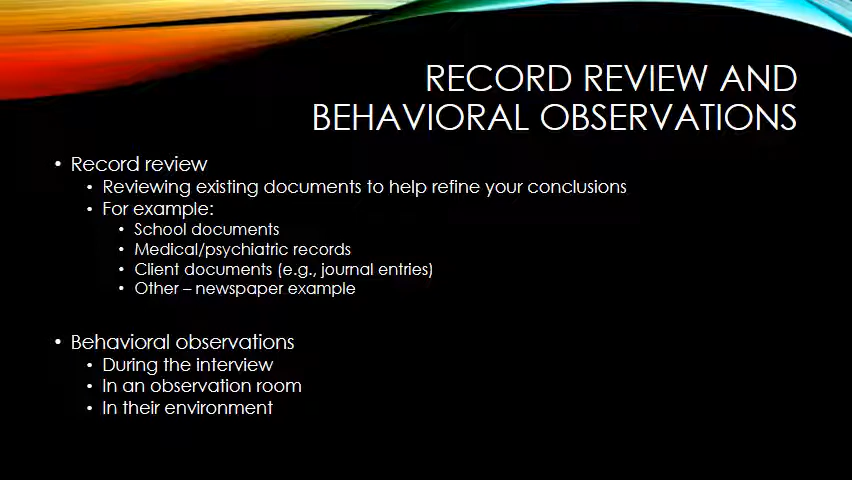 RECORD REVIEW AND
BEHAVIORAL OBSERVATIONS
• Record review
• Reviewing existing documents to help refine your conclusions
• For example:
• School documents
• Medical/psychiatric records
• Client documents (e.g., journal entries)
• Other – newspaper example
• Behavioral observations
• During the interview
• In an observation room
• In their environment